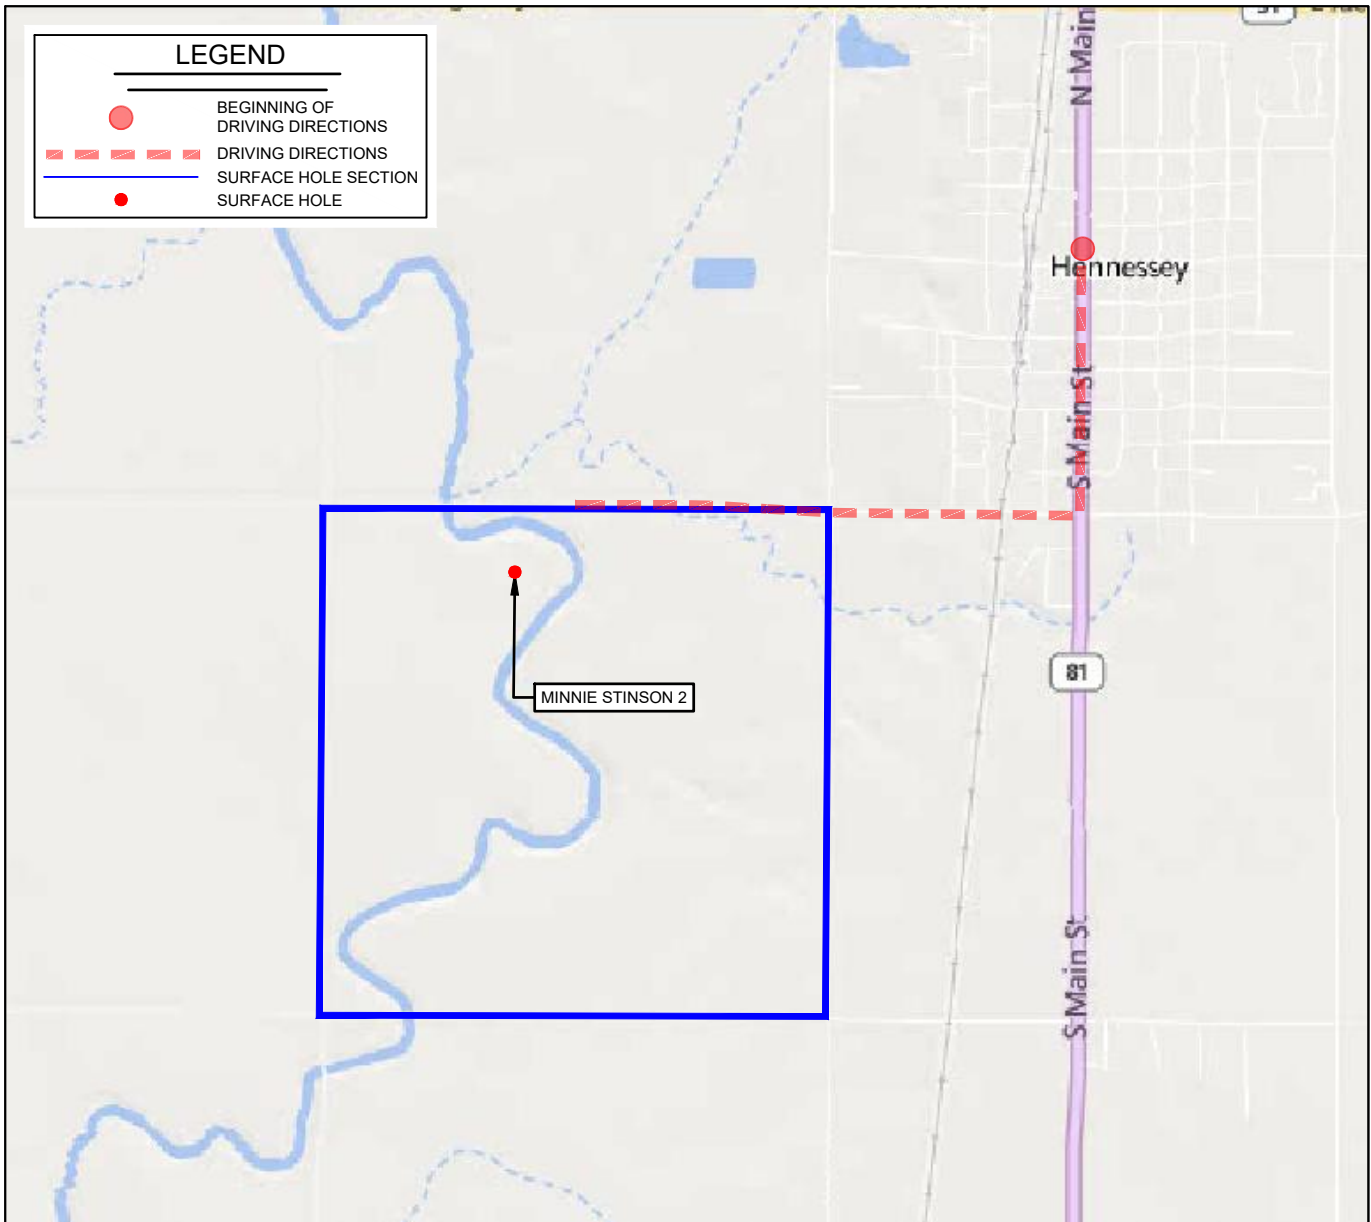 LEGEND
BEGINNING OF
DRIVING DIRECTIONS
DRIVING DIRECTIONS
SURFACE HOLE SECTION
SURFACE HOLE
N Main
Hennessey
S Main St
81
MINNIE STINSON 2
S Main St